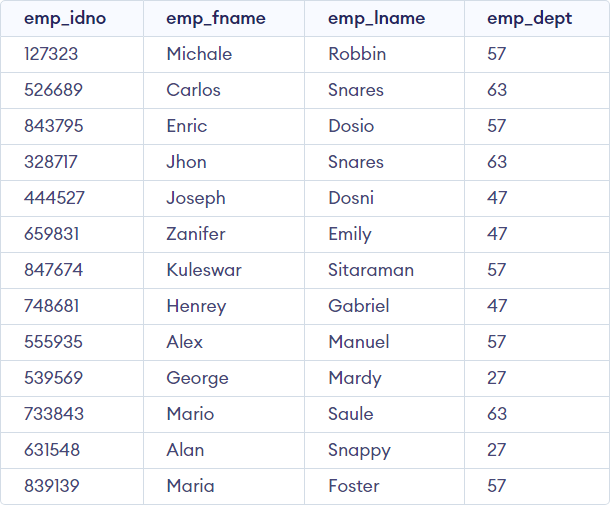 emp_idno emp_fname emp_lname emp_dept
127323 Michale Robbin 57
526689 Carlos Snares 63
843795 Enric Dosio 57
328717 Jhon Snares 63
444527 Joseph Dosni 47
659831 Zanifer Emily 47
847674 Kuleswar Sitaraman 57
748681 Henrey Gabriel 47
555935 Alex Manuel 57
539569 George Mardy 27
733843 Mario Saule 63
631548 Alan Snappy 27
839139 Maria Foster 57